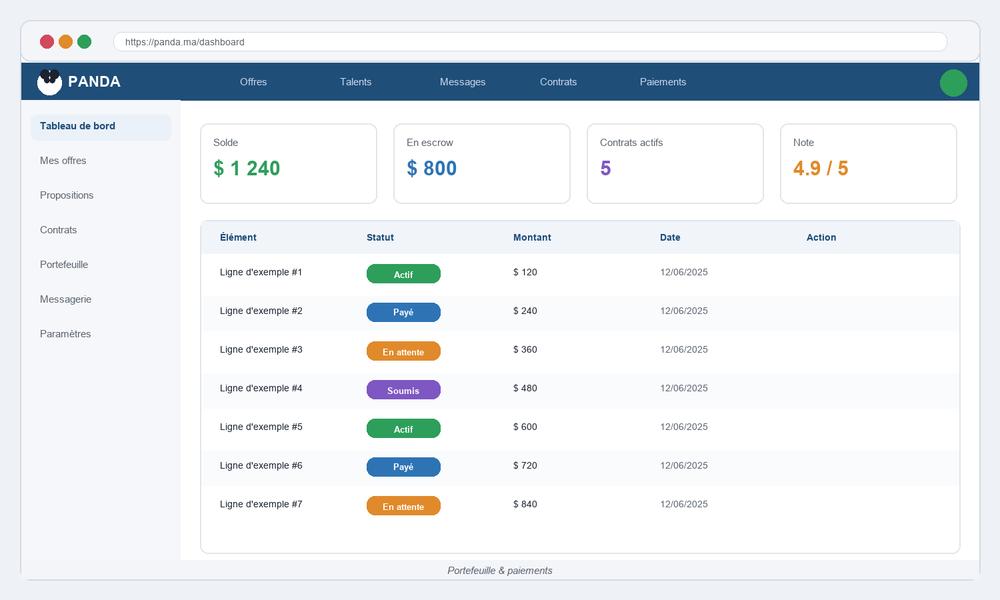 https://panda.ma/dashboard
PANDA Offres Talents Messages Contrats Paiements
Tableau de bord
Mes offres
Propositions
Contrats
Portefeuille
Messagerie
Paramètres
Solde
$ 1 240
En escrow
$ 800
Contrats actifs
5
Note
4.9 / 5
Élément Statut Montant Date Action
Ligne d'exemple #1 Actif $ 120 12/06/2025
Ligne d'exemple #2 Payé $ 240 12/06/2025
Ligne d'exemple #3 En attente $ 360 12/06/2025
Ligne d'exemple #4 Soumis $ 480 12/06/2025
Ligne d'exemple #5 Actif $ 600 12/06/2025
Ligne d'exemple #6 Payé $ 720 12/06/2025
Ligne d'exemple #7 En attente $ 840 12/06/2025
Portefeuille & paiements